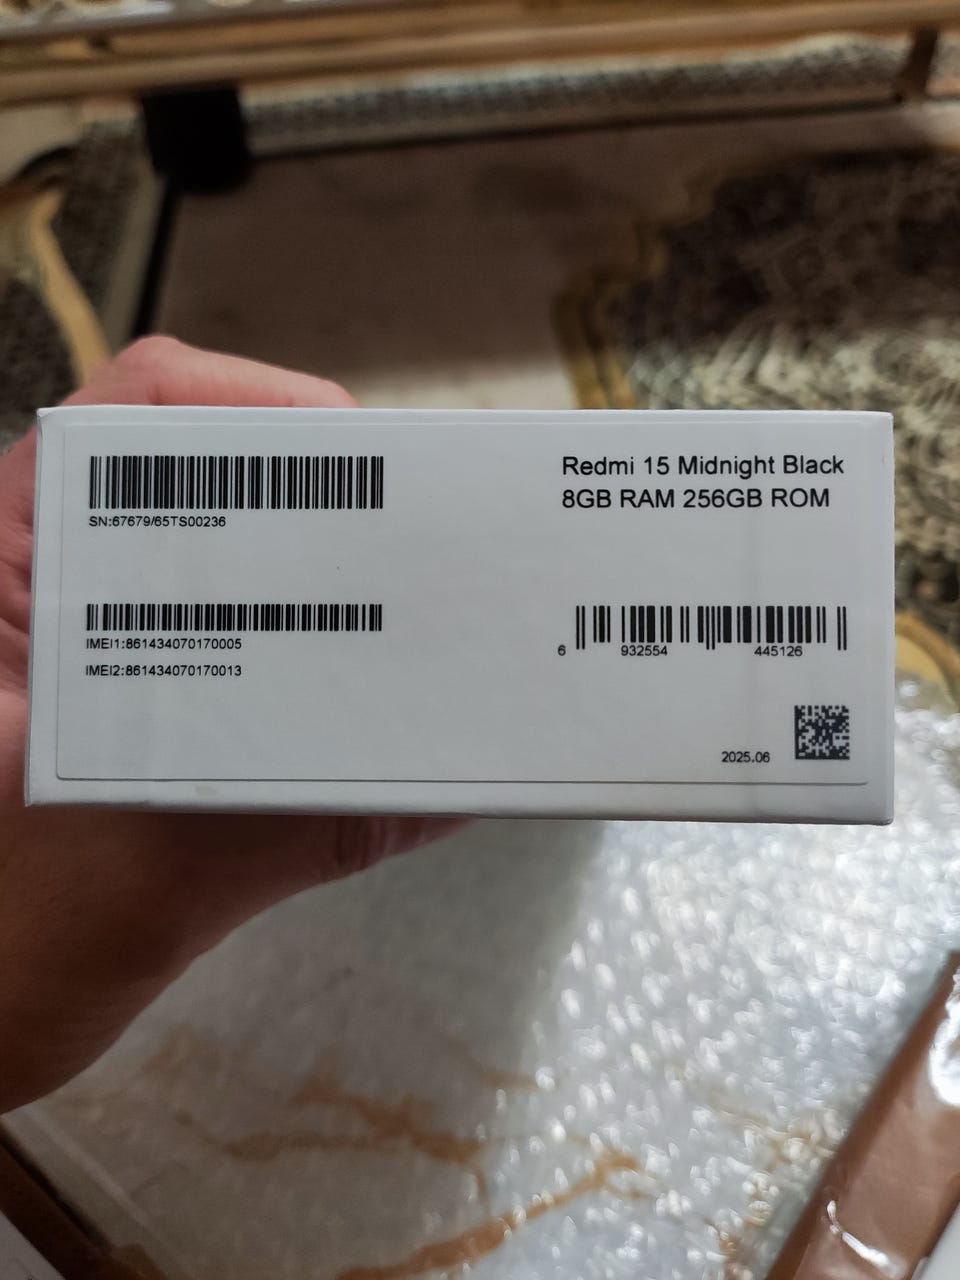 Redmi 15 Midnight Black
8GB RAM 256GB ROM
SN:67679/65TS00236
IMEI1:861434070170005
IMEI2:861434070170013
6 932554 445126
2025.06